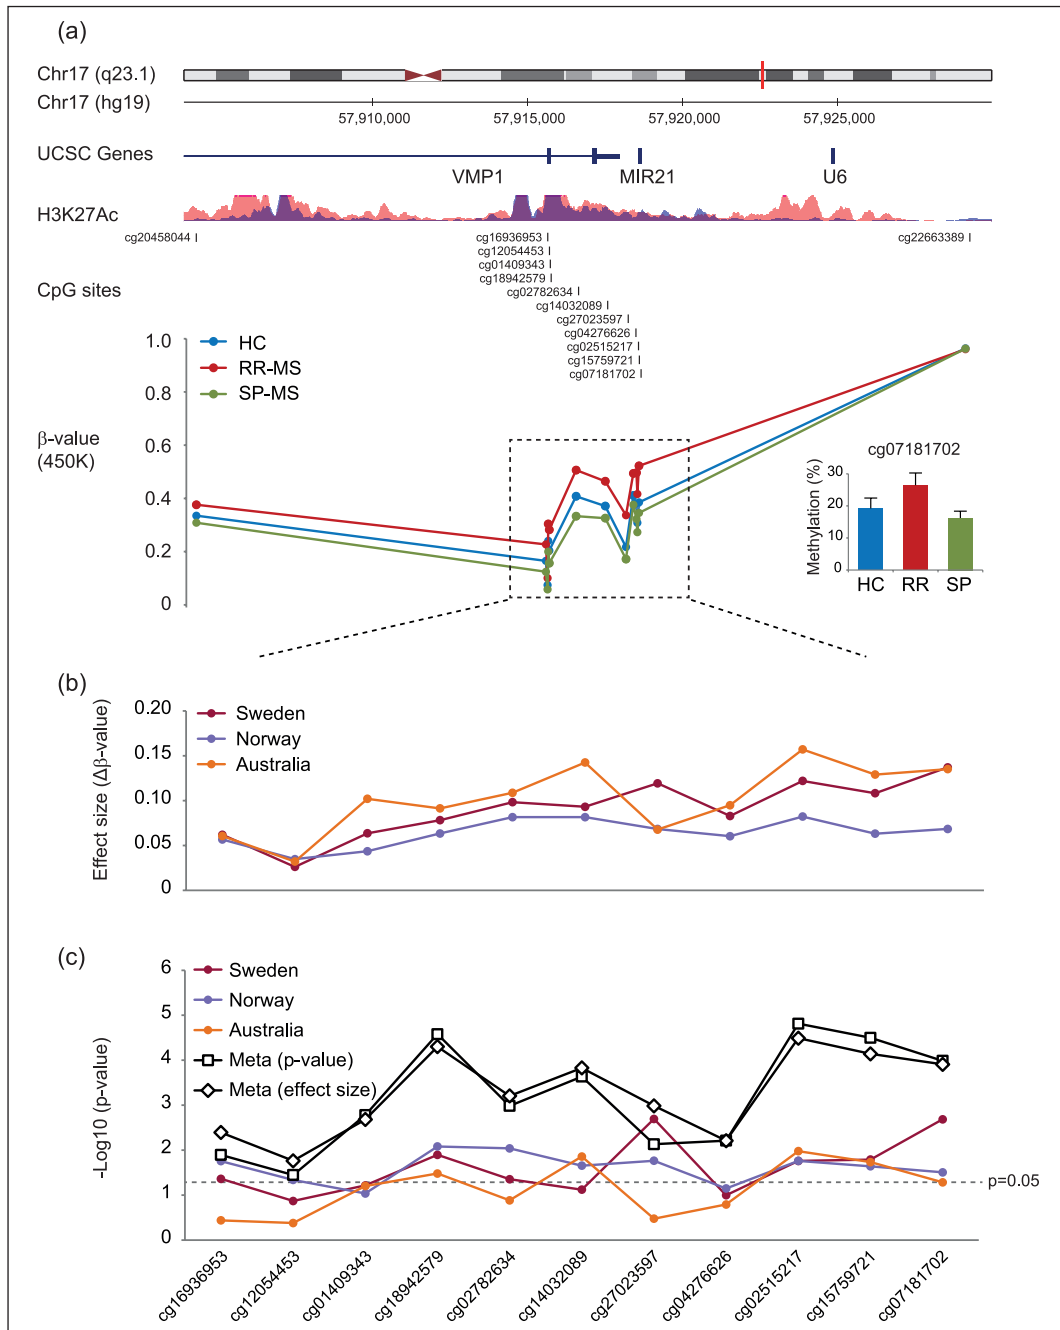 (a)
Chr17 (q23.1)
Chr17 (hg19)
57,910,000 57,915,000 57,920,000 57,925,000
UCSC Genes
VMP1 MIR21 U6
H3K27Ac
cg20458044 cg16936953 cg22663389
cg12054453
cg01409343
cg18942579
CpG sites
cg02782634
cg14032089
cg27023597
cg04276626
cg02515217
cg15759721
cg07181702
β-value
(450K)
1.0
0.8
0.6
0.4
0.2
0
HC
RR-MS
SP-MS
cg07181702
Methylation (%)
30
20
10
0
HC RR SP
(b)
Effect size (Δβ-value)
0.20
0.15
0.10
0.05
0
Sweden
Norway
Australia
(c)
-Log10 (p-value)
6
5
4
3
2
1
0
Sweden
Norway
Australia
Meta (p-value)
Meta (effect size)
p=0.05
cg16936953
cg12054453
cg01409343
cg18942579
cg02782634
cg14032089
cg27023597
cg04276626
cg02515217
cg15759721
cg07181702